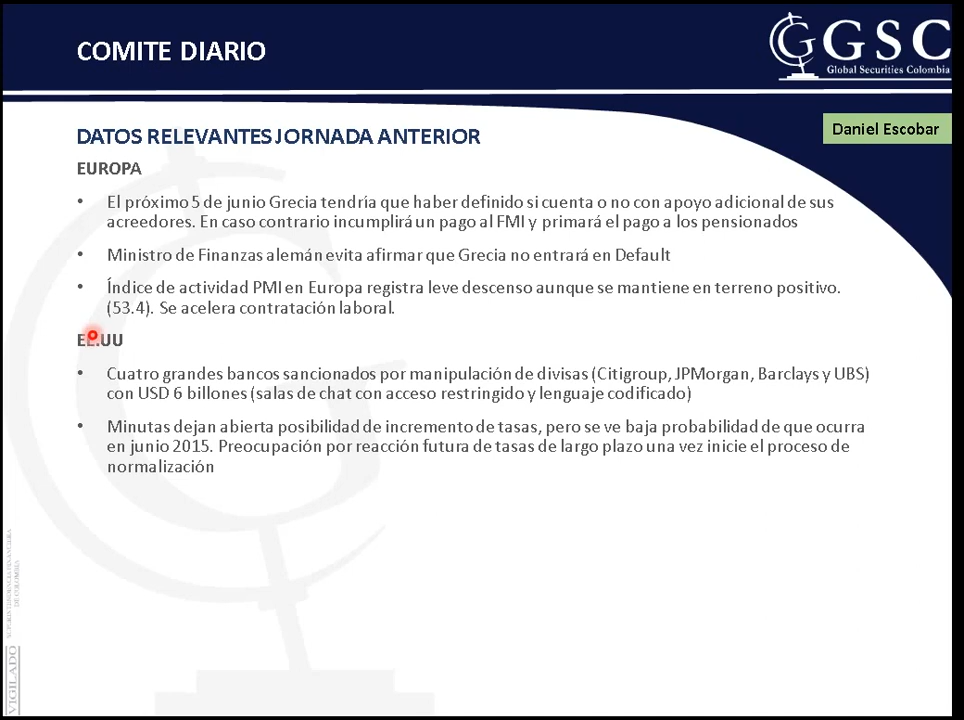 COMITE DIARIO
GSC
Global Securities Colombia
Daniel Escobar
DATOS RELEVANTES JORNADA ANTERIOR
EUROPA
• El próximo 5 de junio Grecia tendría que haber definido si cuenta o no con apoyo adicional de sus
acreedores. En caso contrario incumplirá un pago al FMI y primará el pago a los pensionados
• Ministro de Finanzas alemán evita afirmar que Grecia no entrará en Default
• Índice de actividad PMI en Europa registra leve descenso aunque se mantiene en terreno positivo.
(53.4). Se acelera contratación laboral.
EE.UU
• Cuatro grandes bancos sancionados por manipulación de divisas (Citigroup, JPMorgan, Barclays y UBS)
con USD 6 billones (salas de chat con acceso restringido y lenguaje codificado)
• Minutas dejan abierta posibilidad de incremento de tasas, pero se ve baja probabilidad de que ocurra
en junio 2015. Preocupación por reacción futura de tasas de largo plazo una vez inicie el proceso de
normalización
VIGILADO
SUPERINTENDENCIA FINANCIERA
DE COLOMBIA